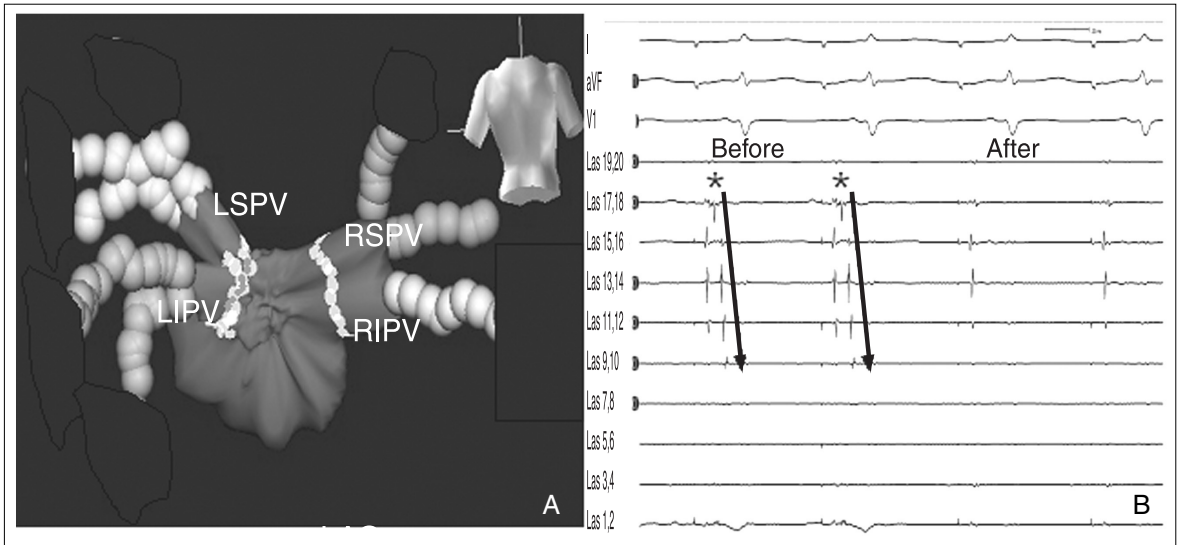 LSPV
RSPV
LIPV
RIPV
A
I
aVF
V1
Before
After
Las 19,20
*
*
Las 17,18
Las 15,16
Las 13,14
Las 11,12
Las 9,10
Las 7,8
Las 5,6
Las 3,4
Las 1,2
B